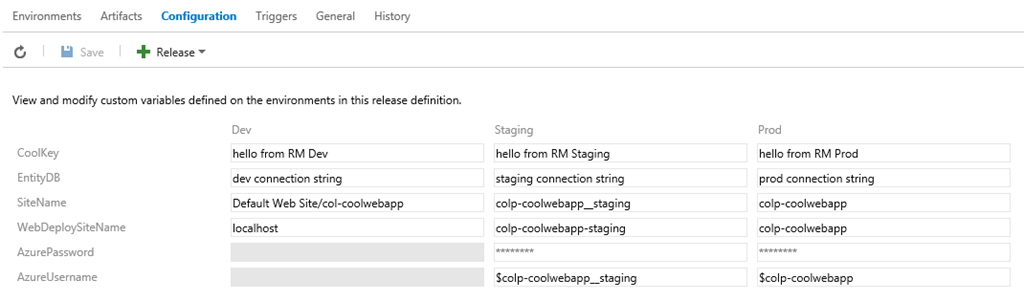 Environments Artifacts Configuration Triggers General History
Save Release
View and modify custom variables defined on the environments in this release definition.
Dev Staging Prod
CoolKey hello from RM Dev hello from RM Staging hello from RM Prod
EntityDB dev connection string staging connection string prod connection string
SiteName Default Web Site/col-coolwebapp colp-coolwebapp__staging colp-coolwebapp
WebDeploySiteName localhost colp-coolwebapp-staging colp-coolwebapp
AzurePassword ******** ********
AzureUsername $colp-coolwebapp__staging $colp-coolwebapp